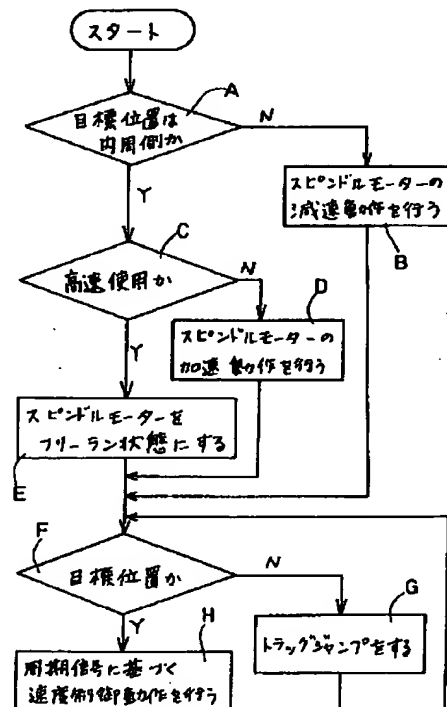 スタート
A
目標位置は
内周側か
N
スピンドルモーターの
減速動作を行う
B
Y
C
高速使用か
N
D
スピンドルモーターの
加速動作を行う
Y
スピンドルモーターを
フリーラン状態にする
E
F
目標位置か
N
G
トラックジャンプをする
Y
H
同期信号に基づく
速度制御動作を行う